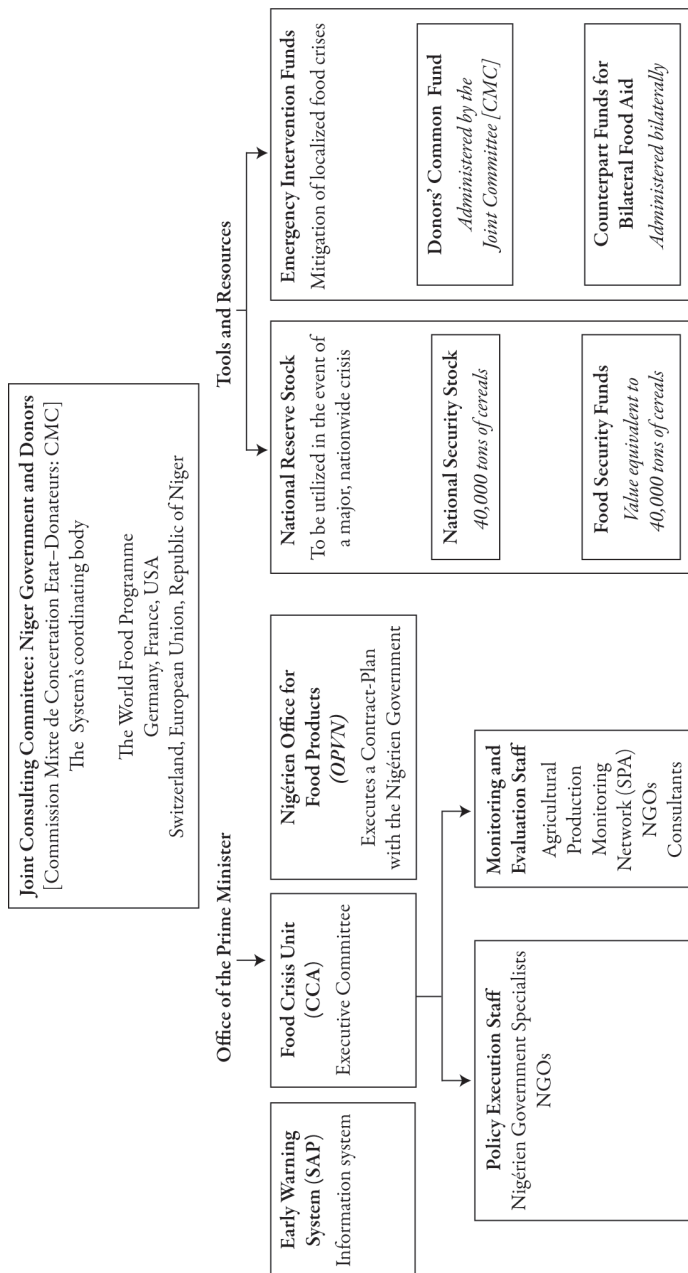 Joint Consulting Committee: Niger Government and Donors
[Commission Mixte de Concertation Etat–Donateurs: CMC]
The System's coordinating body
The World Food Programme
Germany, France, USA
Switzerland, European Union, Republic of Niger
Office of the Prime Minister
Early Warning
System (SAP)
Information system
Food Crisis Unit
(CCA)
Executive Committee
Nigérien Office for
Food Products
(OPVN)
Executes a Contract-Plan
with the Nigérien Government
Policy Execution Staff
Nigérien Government Specialists
NGOs
Monitoring and
Evaluation Staff
Agricultural
Production
Monitoring
Network (SPA)
NGOs
Consultants
Tools and Resources
National Reserve Stock
To be utilized in the event of
a major, nationwide crisis
National Security Stock
40,000 tons of cereals
Food Security Funds
Value equivalent to
40,000 tons of cereals
Emergency Intervention Funds
Mitigation of localized food crises
Donors' Common Fund
Administered by the
Joint Committee [CMC]
Counterpart Funds for
Bilateral Food Aid
Administered bilaterally